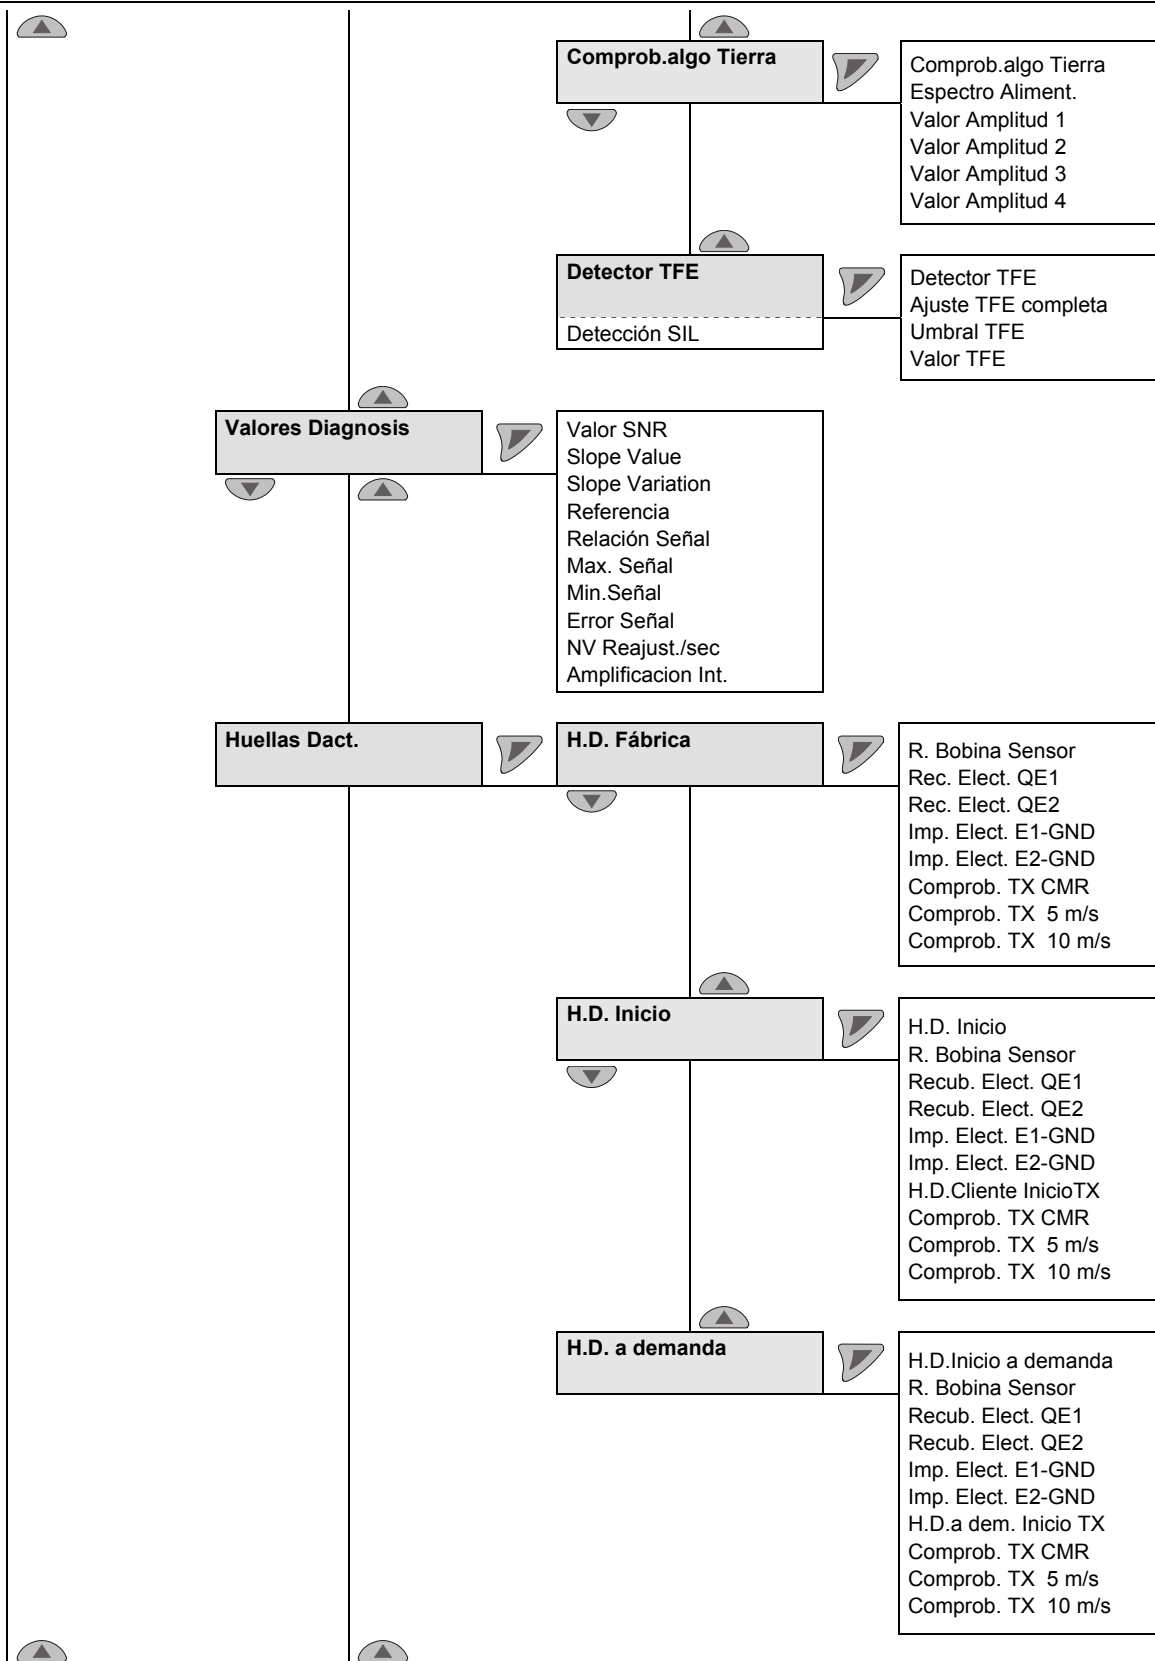 Comprob.algo Tierra
Comprob.algo Tierra
Espectro Aliment.
Valor Amplitud 1
Valor Amplitud 2
Valor Amplitud 3
Valor Amplitud 4
Detector TFE
Detección SIL
Detector TFE
Ajuste TFE completa
Umbral TFE
Valor TFE
Valores Diagnosis
Valor SNR
Slope Value
Slope Variation
Referencia
Relación Señal
Max. Señal
Min.Señal
Error Señal
NV Reajust./sec
Amplificacion Int.
Huellas Dact.
H.D. Fábrica
R. Bobina Sensor
Rec. Elect. QE1
Rec. Elect. QE2
Imp. Elect. E1-GND
Imp. Elect. E2-GND
Comprob. TX CMR
Comprob. TX  5 m/s
Comprob. TX  10 m/s
H.D. Inicio
H.D. Inicio
R. Bobina Sensor
Recub. Elect. QE1
Recub. Elect. QE2
Imp. Elect. E1-GND
Imp. Elect. E2-GND
H.D.Cliente InicioTX
Comprob. TX CMR
Comprob. TX  5 m/s
Comprob. TX  10 m/s
H.D. a demanda
H.D.Inicio a demanda
R. Bobina Sensor
Recub. Elect. QE1
Recub. Elect. QE2
Imp. Elect. E1-GND
Imp. Elect. E2-GND
H.D.a dem. Inicio TX
Comprob. TX CMR
Comprob. TX  5 m/s
Comprob. TX  10 m/s